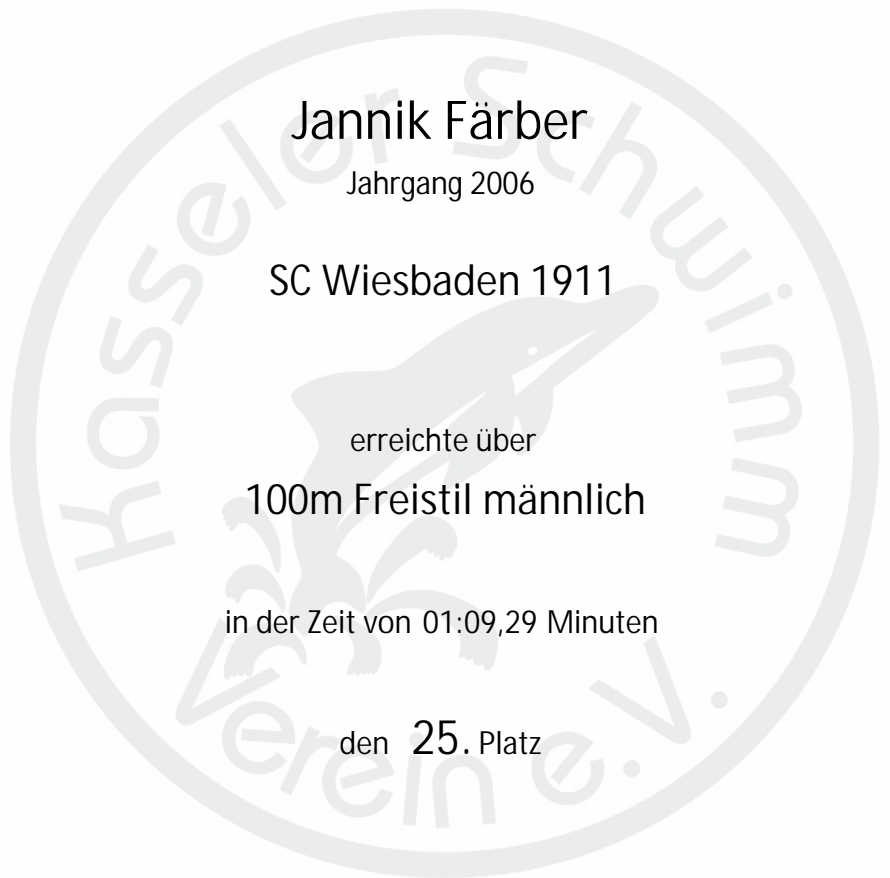 Kasseler Schwimm
Verein e.V.
Jannik Färber
Jahrgang 2006
SC Wiesbaden 1911
erreichte über
100m Freistil männlich
in der Zeit von 01:09,29 Minuten
den 25. Platz